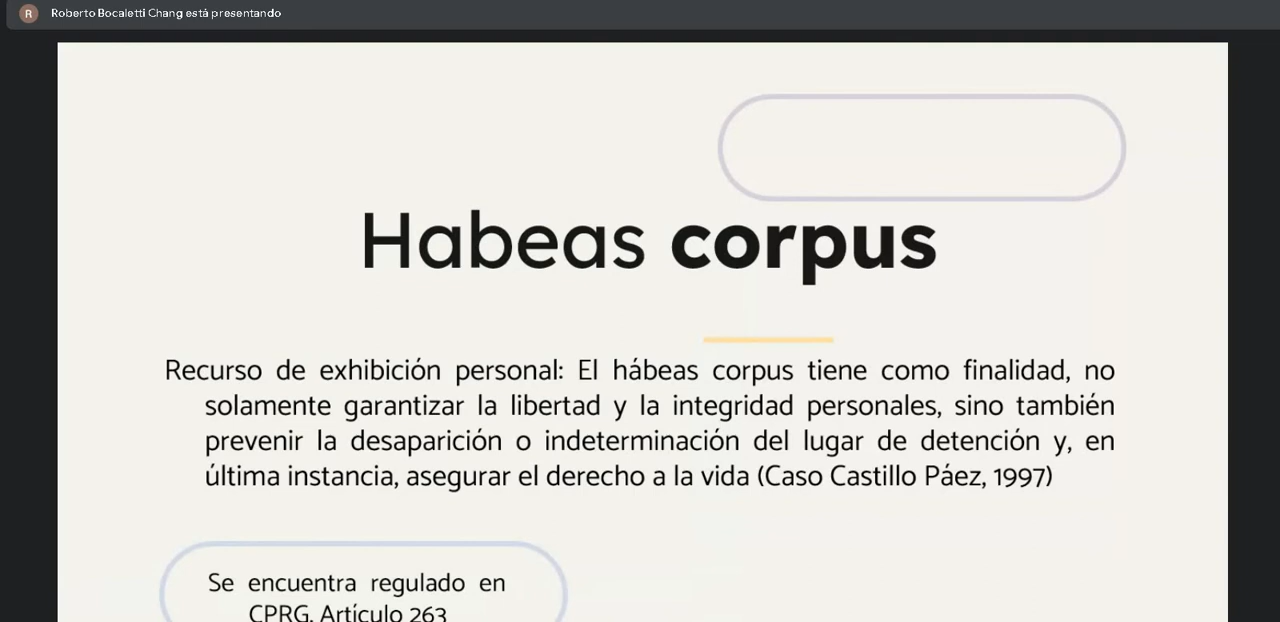 R Roberto Bocaletti Chang está presentando
Habeas corpus
Recurso de exhibición personal: El hábeas corpus tiene como finalidad, no
solamente garantizar la libertad y la integridad personales, sino también
prevenir la desaparición o indeterminación del lugar de detención y, en
última instancia, asegurar el derecho a la vida (Caso Castillo Páez, 1997)
Se encuentra regulado en
CPRG. Artículo 263